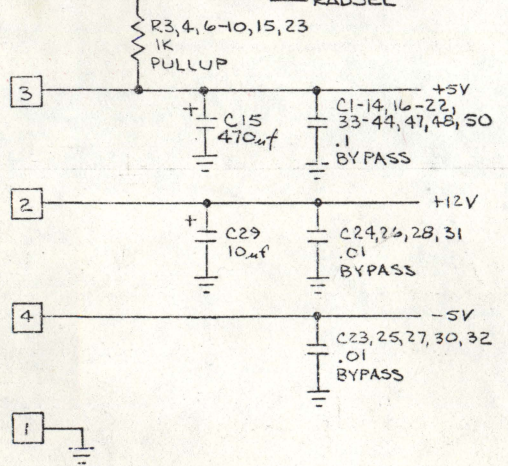 RADSEL
R3,4,6-10,15,23
1K
PULLUP
3
+5V
+
C15
470uf
C1-14,16-22,
33-44,47,48,50
.1
BYPASS
2
+12V
+
C29
10uf
C24,26,28,31
.01
BYPASS
4
-5V
C23,25,27,30,32
.01
BYPASS
1